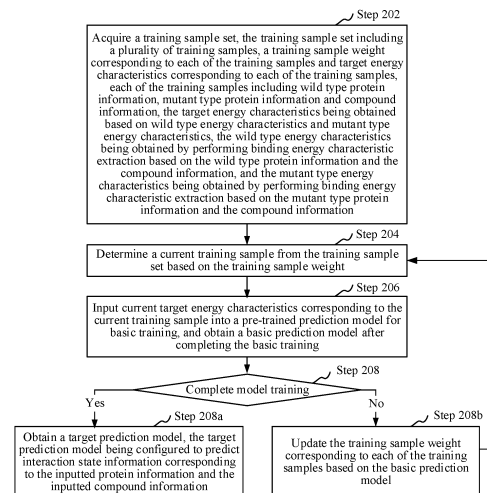 Step 202
Acquire a training sample set, the training sample set including
a plurality of training samples, a training sample weight
corresponding to each of the training samples and target energy
characteristics corresponding to each of the training samples,
each of the training samples including wild type protein
information, mutant type protein information and compound
information, the target energy characteristics being obtained
based on wild type energy characteristics and mutant type
energy characteristics, the wild type energy characteristics
being obtained by performing binding energy characteristic
extraction based on the wild type protein information and the
compound information, and the mutant type energy
characteristics being obtained by performing binding energy
characteristic extraction based on the mutant type protein
information and the compound information
Step 204
Determine a current training sample from the training sample
set based on the training sample weight
Step 206
Input current target energy characteristics corresponding to the
current training sample into a pre-trained prediction model for
basic training, and obtain a basic prediction model after
completing the basic training
Step 208
Complete model training
Yes
No
Step 208a
Obtain a target prediction model, the target
prediction model being configured to predict
interaction state information corresponding
to the inputted protein information and the
inputted compound information
Step 208b
Update the training sample weight
corresponding to each of the training
samples based on the basic prediction
model